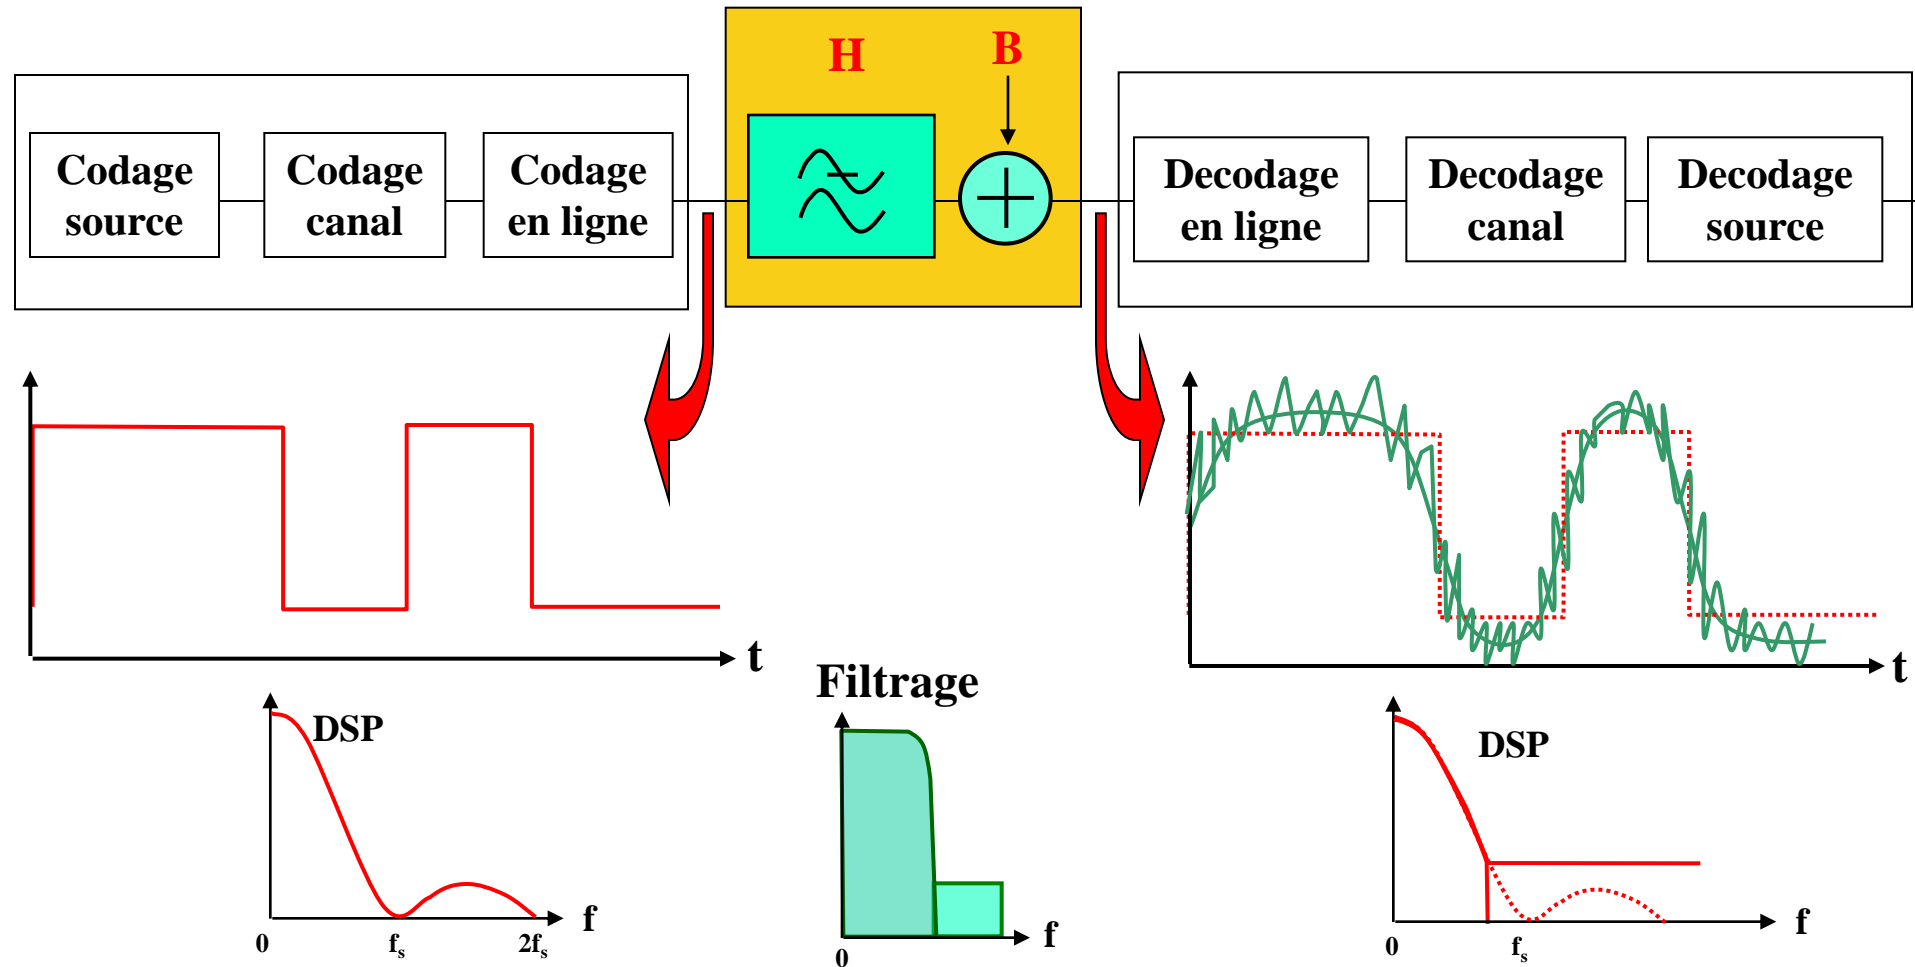 H
B
Codage
source
Codage
canal
Codage
en ligne
Decodage
en ligne
Decodage
canal
Decodage
source
t
t
Filtrage
DSP
f
0
fs
2fs
f
0
DSP
f
0
fs